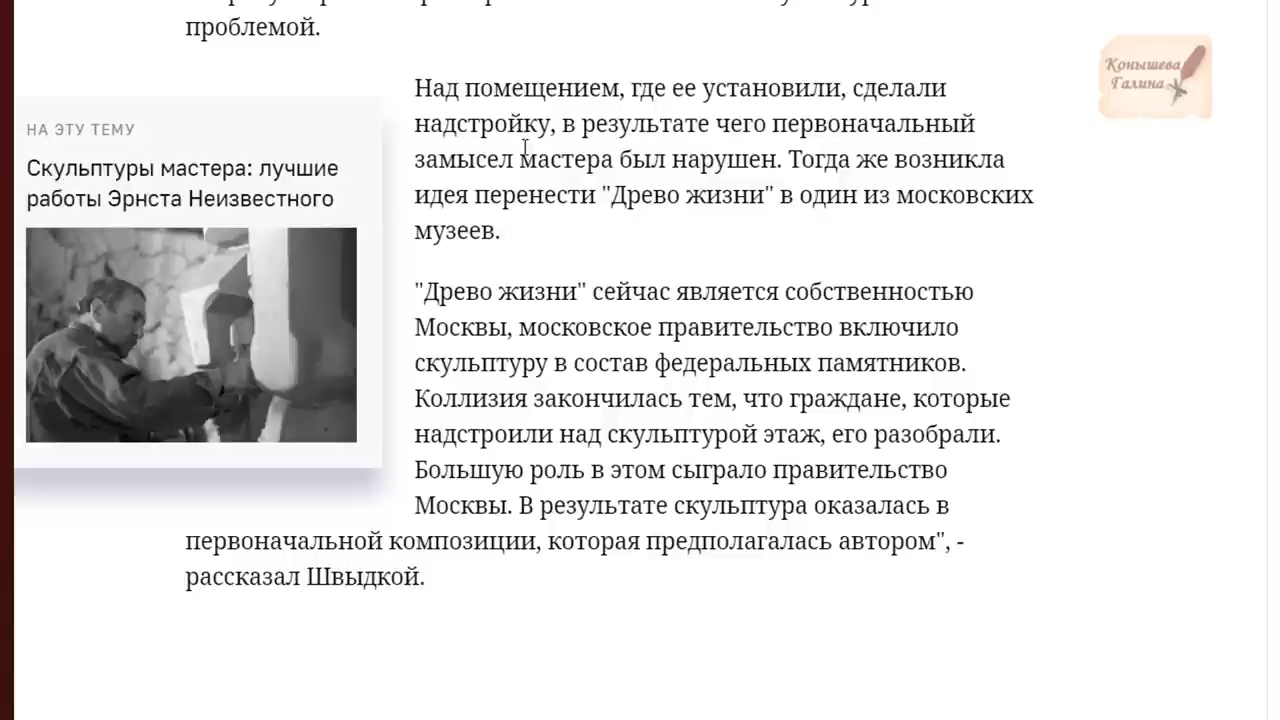 проблемой.
Конышева
Галина
Над помещением, где ее установили, сделали
надстройку, в результате чего первоначальный
замысел мастера был нарушен. Тогда же возникла
идея перенести "Древо жизни" в один из московских
музеев.
НА ЭТУ ТЕМУ
Скульптуры мастера: лучшие
работы Эрнста Неизвестного
"Древо жизни" сейчас является собственностью
Москвы, московское правительство включило
скульптуру в состав федеральных памятников.
Коллизия закончилась тем, что граждане, которые
надстроили над скульптурой этаж, его разобрали.
Большую роль в этом сыграло правительство
Москвы. В результате скульптура оказалась в
первоначальной композиции, которая предполагалась автором", -
рассказал Швыдкой.